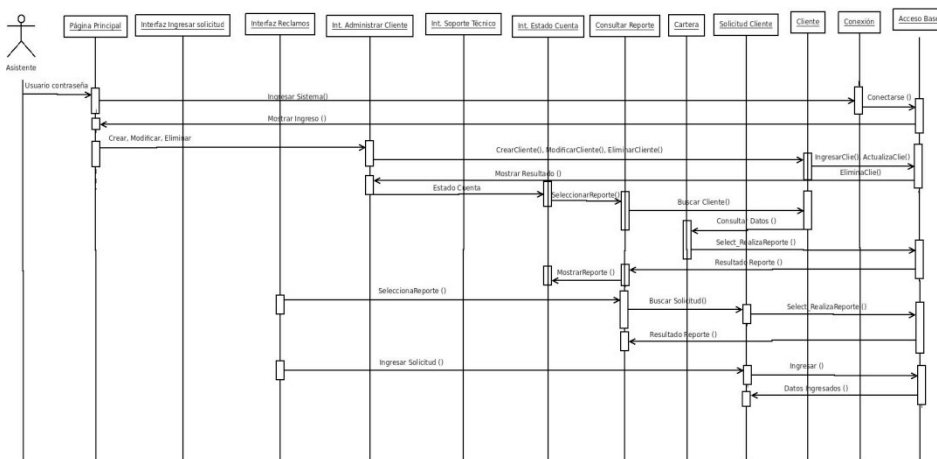 Página Principal
Interfaz Ingresar solicitud
Interfaz Reclamos
Int. Administrar Cliente
Int. Soporte Técnico
Int. Estado Cuenta
Consultar Reporte
Cartera
Solicitud Cliente
Cliente
Conexión
Acceso Base
Asistente
Usuario contraseña
Ingresar Sistema()
Conectarse ()
Mostrar Ingreso ()
Crear, Modificar, Eliminar
CrearCliente(), ModificarCliente(), EliminarCliente()
IngresarClie(), ActualizaClie()
Mostrar Resultado ()
EliminaClie()
Estado Cuenta
SeleccionarReporte()
Buscar Cliente()
Consultar Datos ()
Select_RealizaReporte ()
Resultado Reporte ()
MostrarReporte ()
SeleccionaReporte ()
Buscar Solicitud()
Select_RealizaReporte ()
Resultado Reporte ()
Ingresar Solicitud ()
Ingresar ()
Datos Ingresados ()